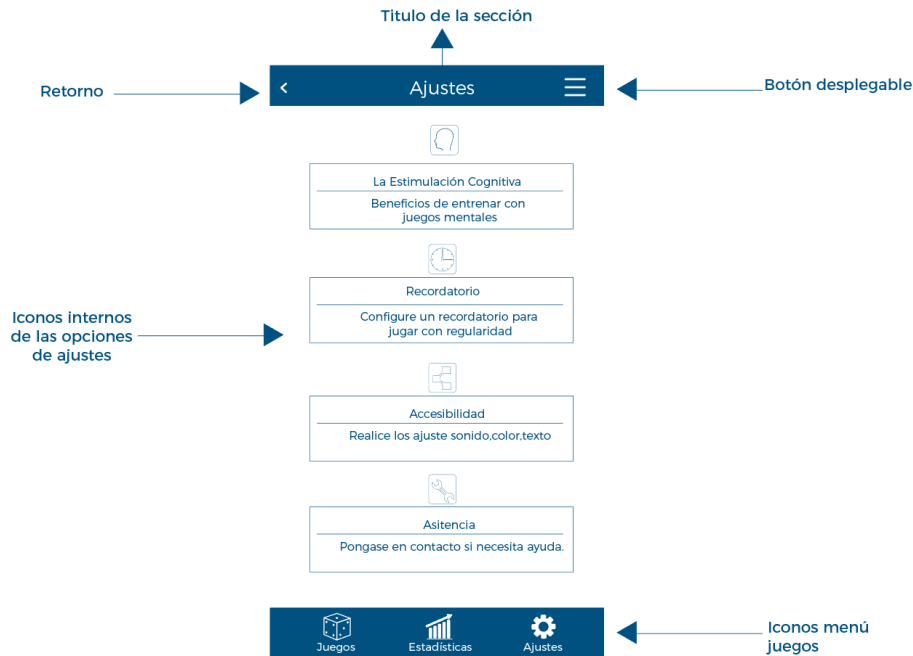 Titulo de la sección
Retorno
<
Ajustes
Botón desplegable
La Estimulación Cognitiva
Beneficios de entrenar con
juegos mentales
Recordatorio
Configure un recordatorio para
jugar con regularidad
Iconos internos
de las opciones
de ajustes
Accesibilidad
Realice los ajuste sonido,color,texto
Asitencia
Pongase en contacto si necesita ayuda.
Juegos
Estadísticas
Ajustes
Iconos menú
juegos